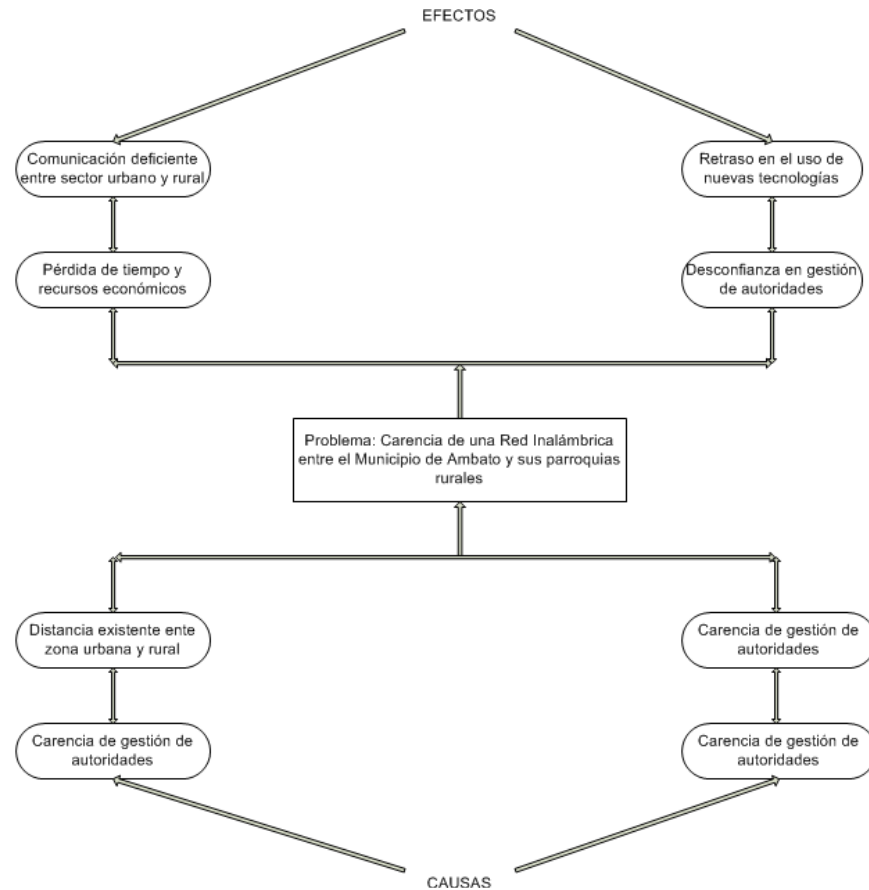 EFECTOS
Comunicación deficiente
entre sector urbano y rural
Retraso en el uso de
nuevas tecnologías
Pérdida de tiempo y
recursos económicos
Desconfianza en gestión
de autoridades
Problema: Carencia de una Red Inalámbrica
entre el Municipio de Ambato y sus parroquias
rurales
Distancia existente ente
zona urbana y rural
Carencia de gestión de
autoridades
Carencia de gestión de
autoridades
Carencia de gestión de
autoridades
CAUSAS